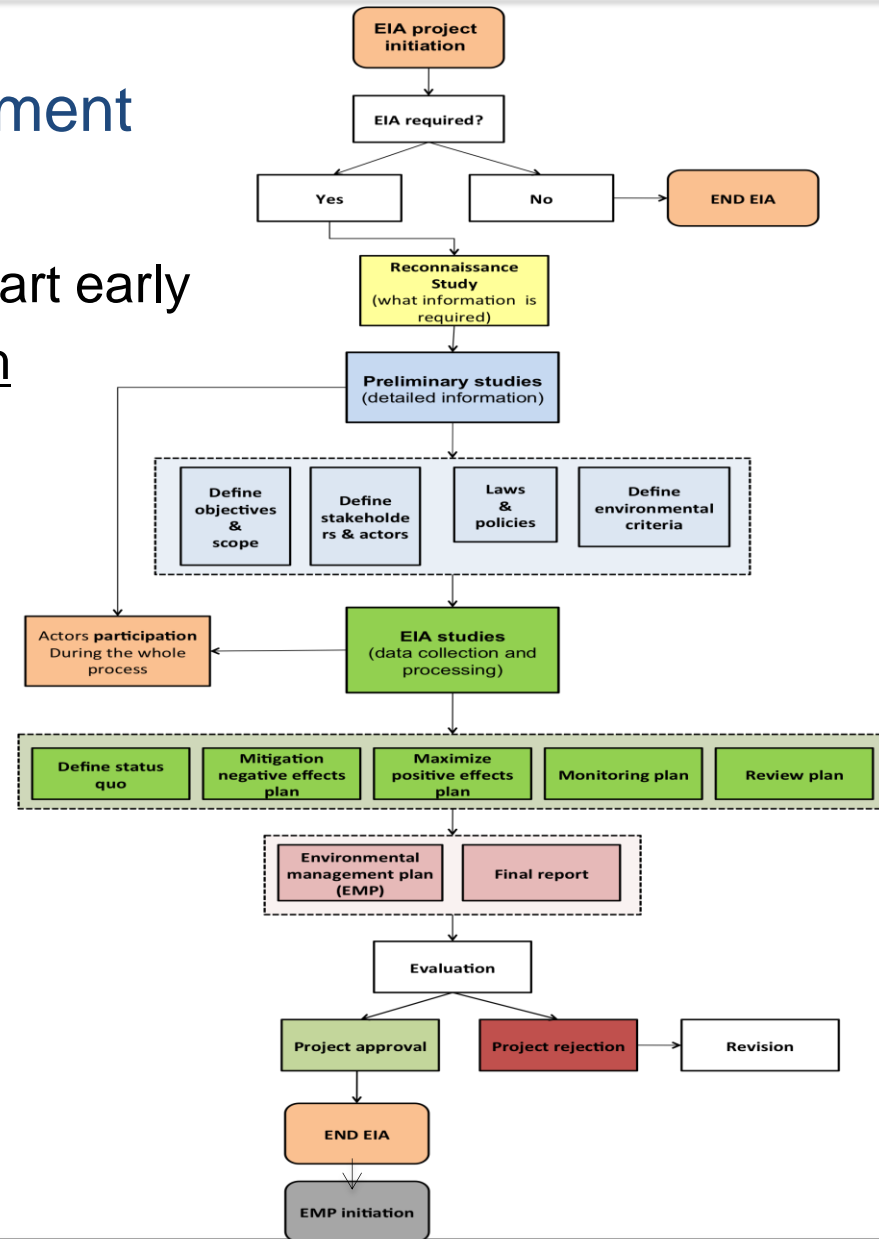 EIA project
initiation
ment
EIA required?
Yes
No
END EIA
art early
Reconnaissance
Study
(what information is
required)
n
Preliminary studies
(detailed information)
Define
objectives
&
scope
Define
stakeholde
rs & actors
Laws
&
policies
Define
environmental
criteria
Actors participation
During the whole
process
EIA studies
(data collection and
processing)
Define status
quo
Mitigation
negative effects
plan
Maximize
positive effects
plan
Monitoring plan
Review plan
Environmental
management plan
(EMP)
Final report
Evaluation
Project approval
Project rejection
Revision
END EIA
EMP initiation